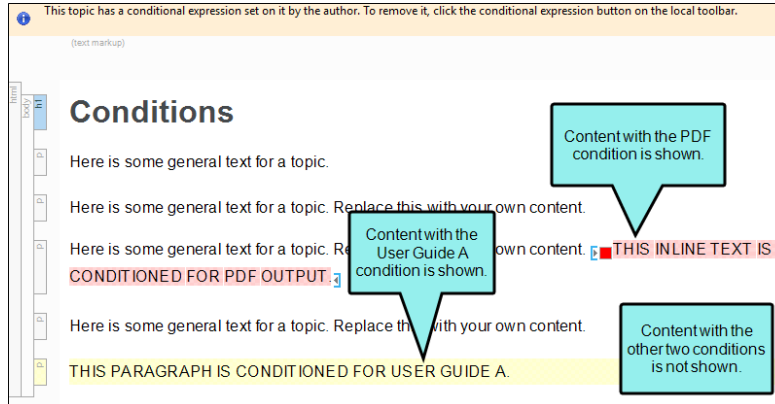 This topic has a conditional expression set on it by the author. To remove it, click the conditional expression button on the local toolbar.
(text markup)
html
body
h1
Conditions
Content with the PDF
condition is shown.
p
Here is some general text for a topic.
p
Here is some general text for a topic. Replace this with your own content.
p
Here is some general text for a topic. Re
own content.
THIS INLINE TEXT IS
CONDITIONED FOR PDF OUTPUT.
Content with the
User Guide A
condition is shown.
p
Here is some general text for a topic. Replace this with your own content.
Content with the
other two conditions
is not shown.
p
THIS PARAGRAPH IS CONDITIONED FOR USER GUIDE A.